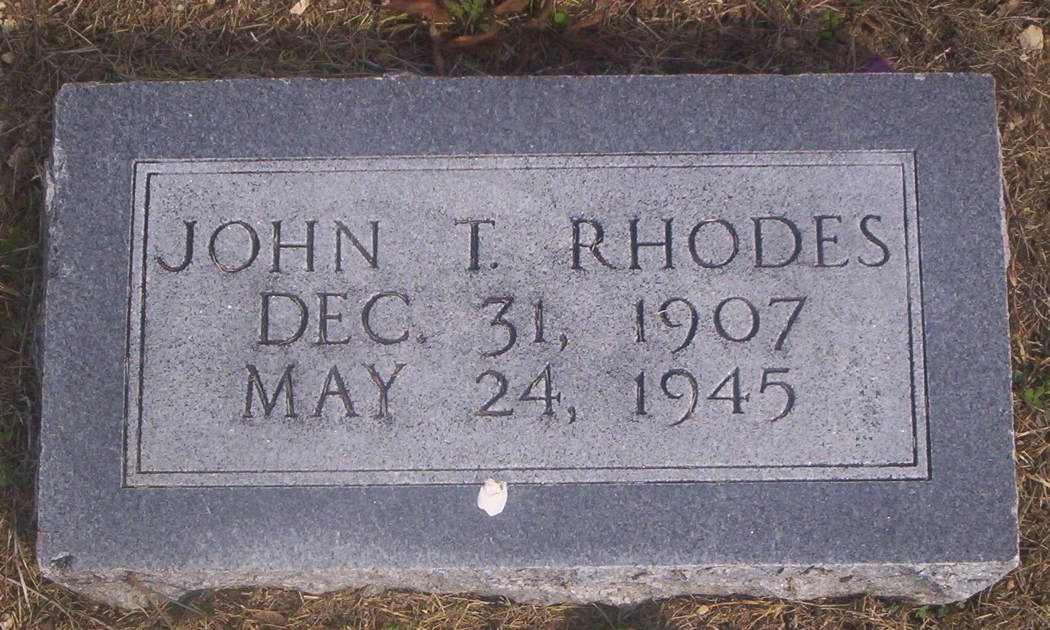 JOHN T. RHODES
DEC. 31, 1907
MAY 24, 1945